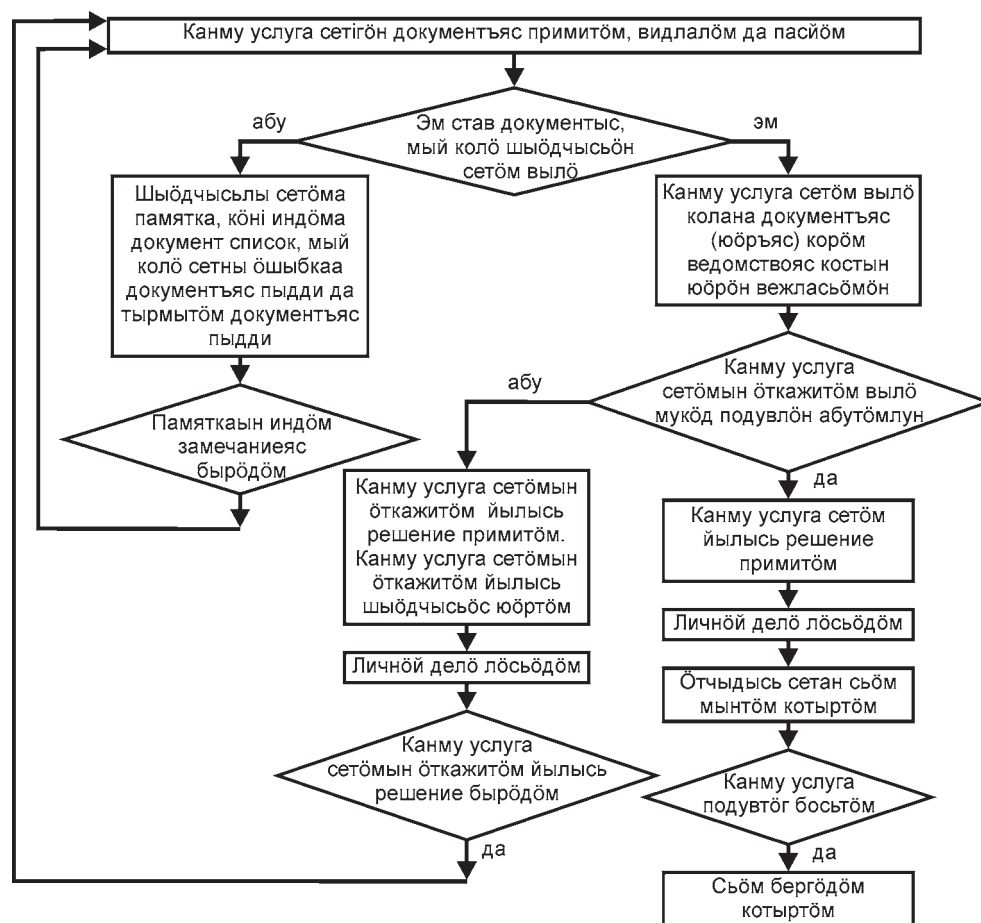 Канму услуга сетігӧн документъяс примитӧм, видлалӧм да пасйӧм
абу
Эм став документыс,
мый колӧ шыӧдчысьӧн
сетӧм вылӧ
эм
Шыӧдчысьлы сетӧма
памятка, кӧні индӧма
документ список, мый
колӧ сетны ӧшыбкаа
документъяс пыдди да
тырмытӧм документъяс
пыдди
Канму услуга сетӧм вылӧ
колана документъяс
(юӧръяс) корӧм
ведомствояс костын
юӧрӧн вежласьӧмӧн
Памяткаын индӧм
замечаниеяс
бырӧдӧм
абу
Канму услуга
сетӧмын ӧткажитӧм вылӧ
мукӧд подувлӧн абутӧмлун
да
Канму услуга сетӧмын
ӧткажитӧм йылысь
решение примитӧм.
Канму услуга сетӧмын
ӧткажитӧм йылысь
шыӧдчысьӧс юӧртӧм
Канму услуга сетӧм
йылысь решение
примитӧм
Личнӧй делӧ лӧсьӧдӧм
Личнӧй делӧ лӧсьӧдӧм
Ӧтчыдысь сетан сьӧм
мынтӧм котыртӧм
Канму услуга
сетӧмын ӧткажитӧм йылысь
решение бырӧдӧм
да
Канму услуга
подувтӧг босьтӧм
да
Сьӧм бергӧдӧм
котыртӧм